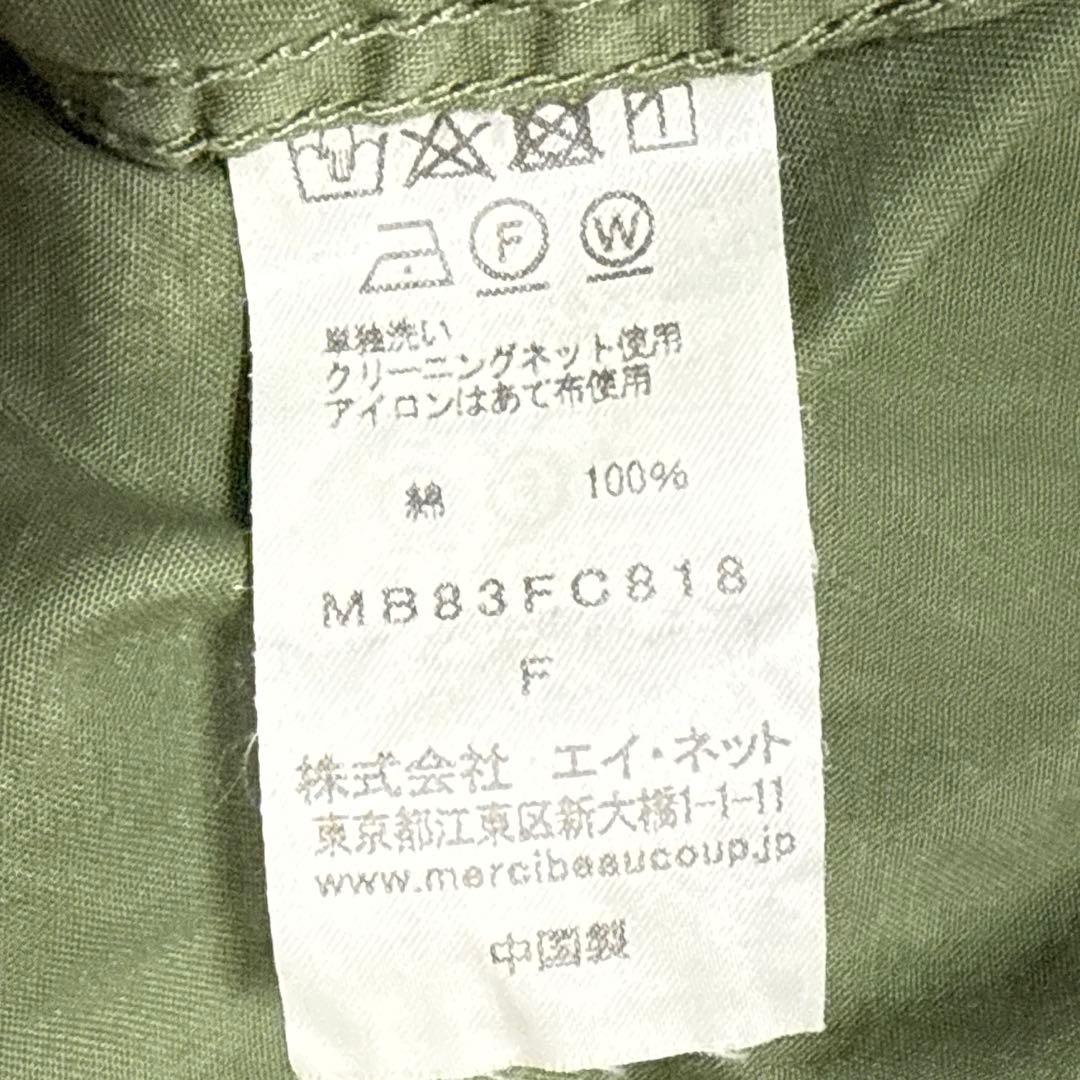 F W
単独洗い
クリーニングネット使用
アイロンはあて布使用
綿 100%
MB83FC818
F
株式会社 エイ・ネット
東京都江東区新大橋1-1-11
www.mercibeaucoup.jp
中国製